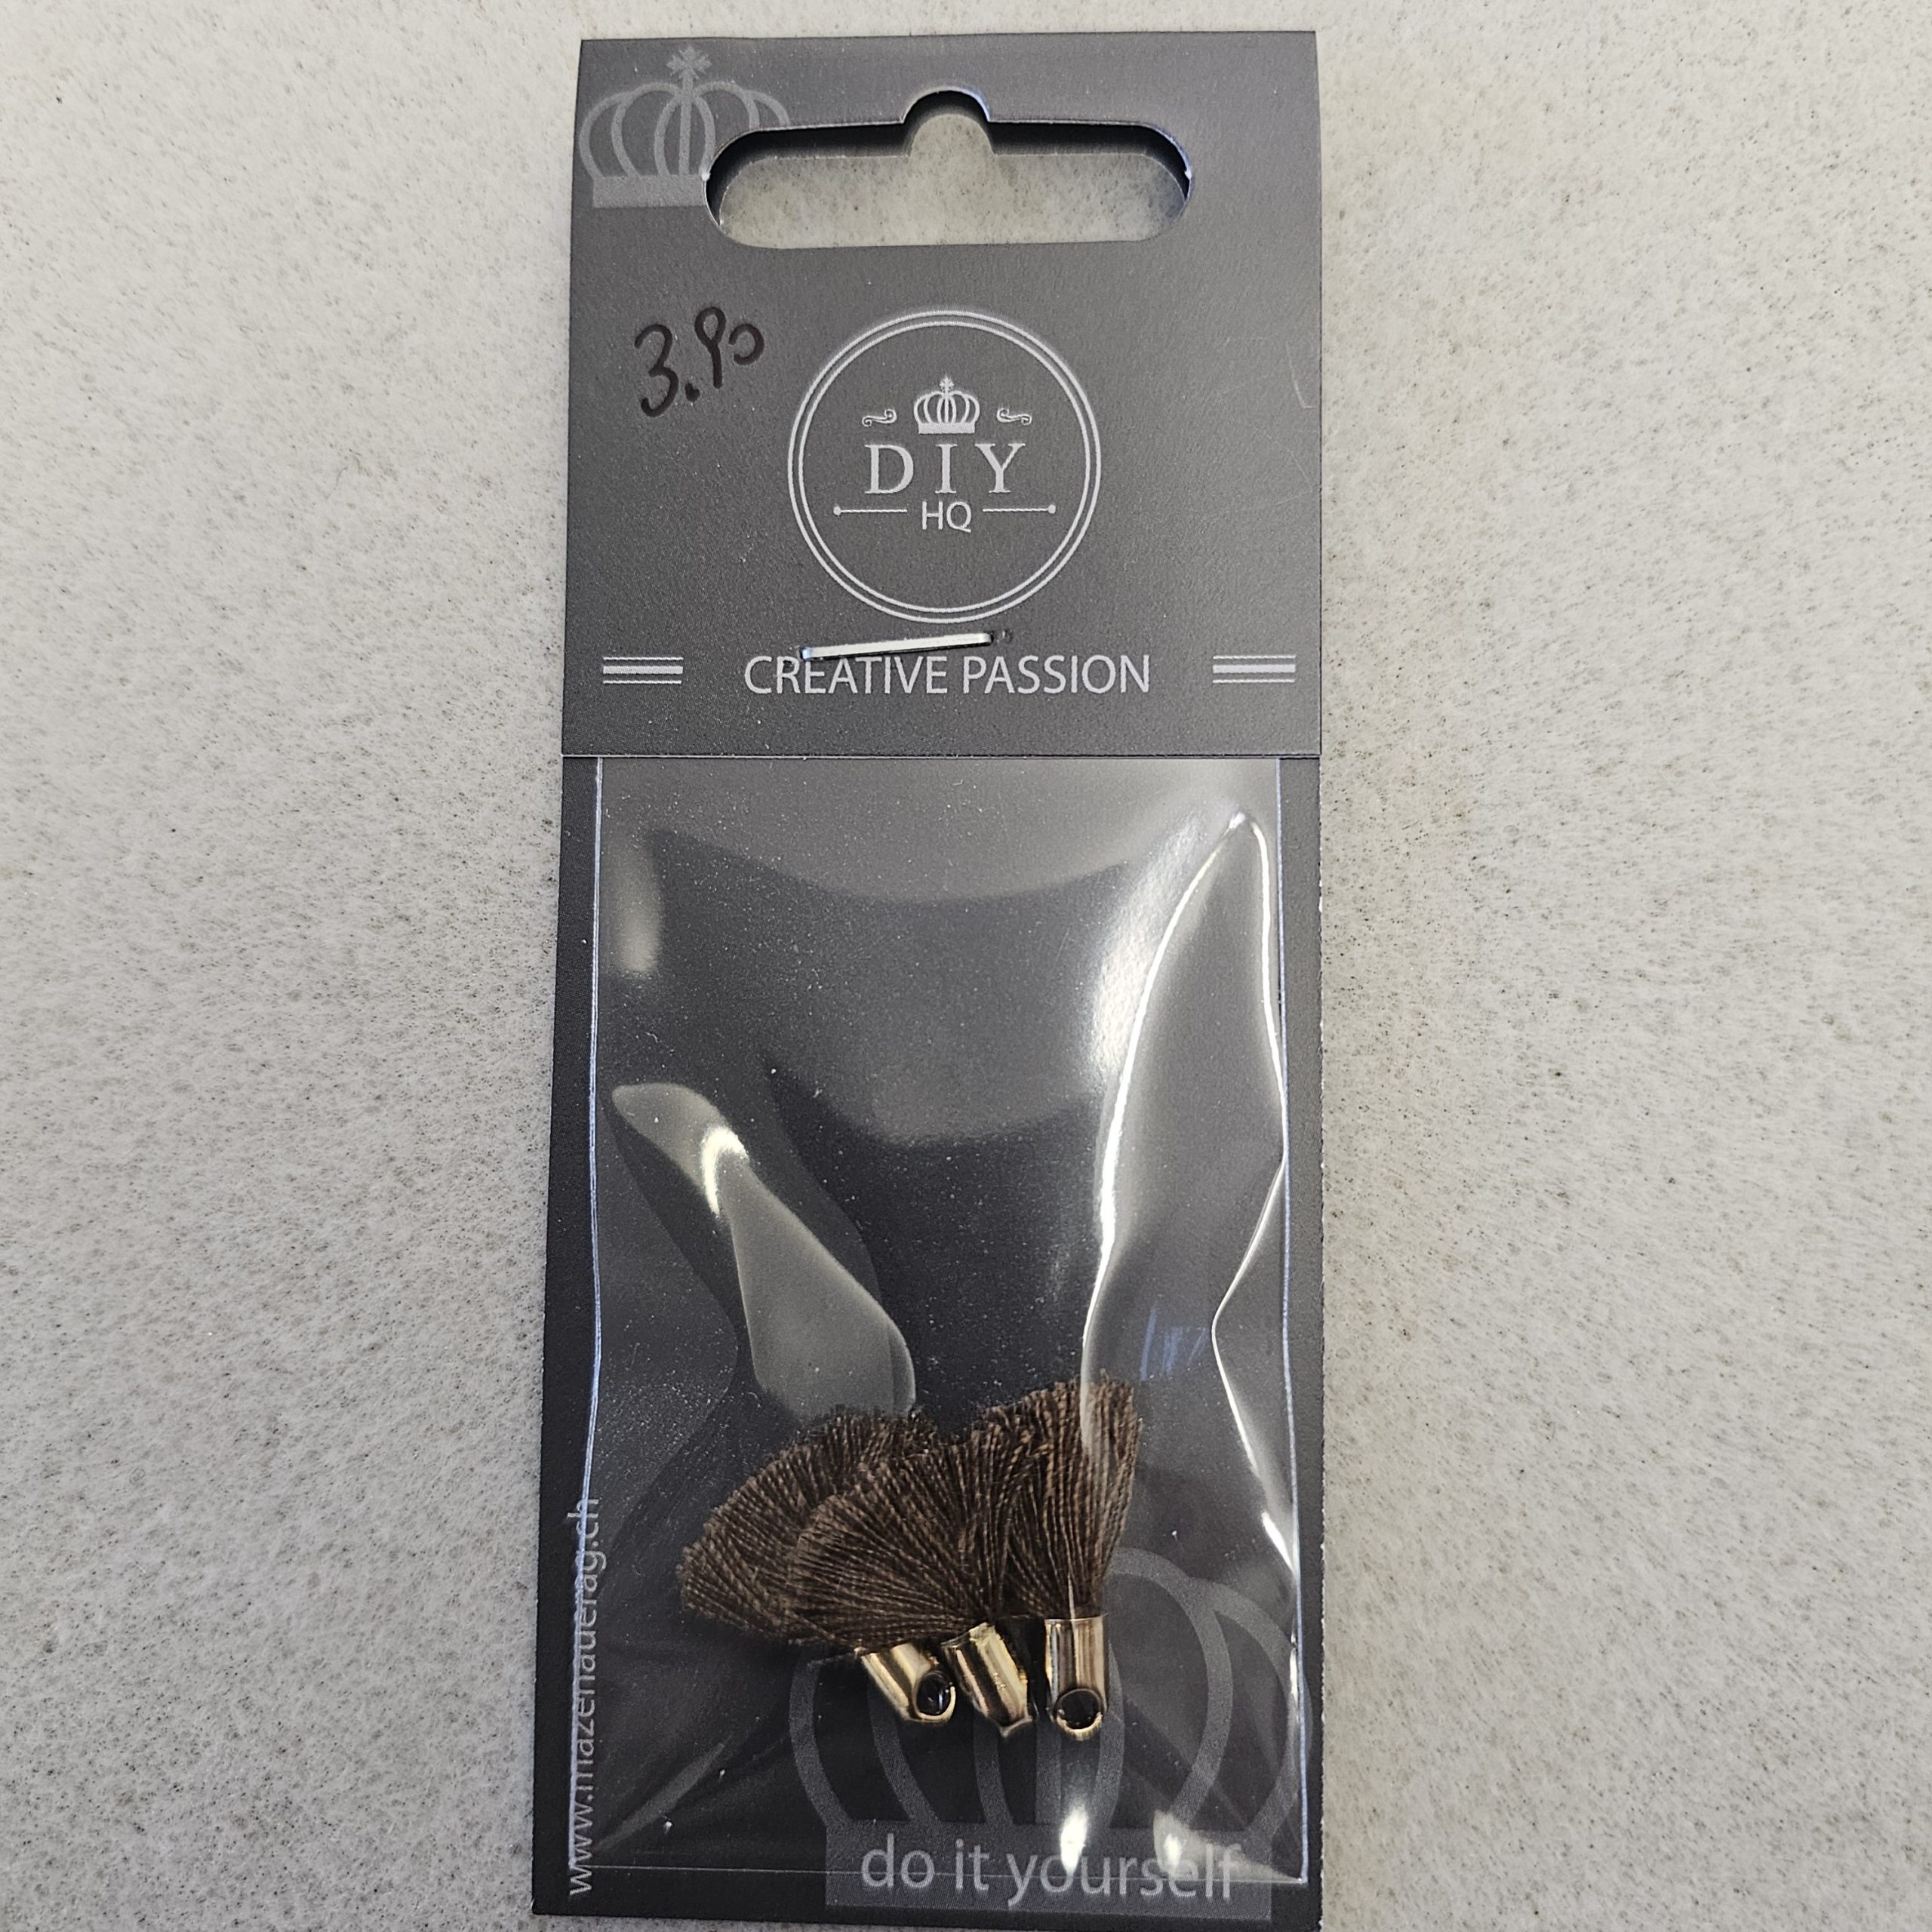 3.90
DIY
HQ
CREATIVE PASSION
www.mazenauerag.ch
do it yourself